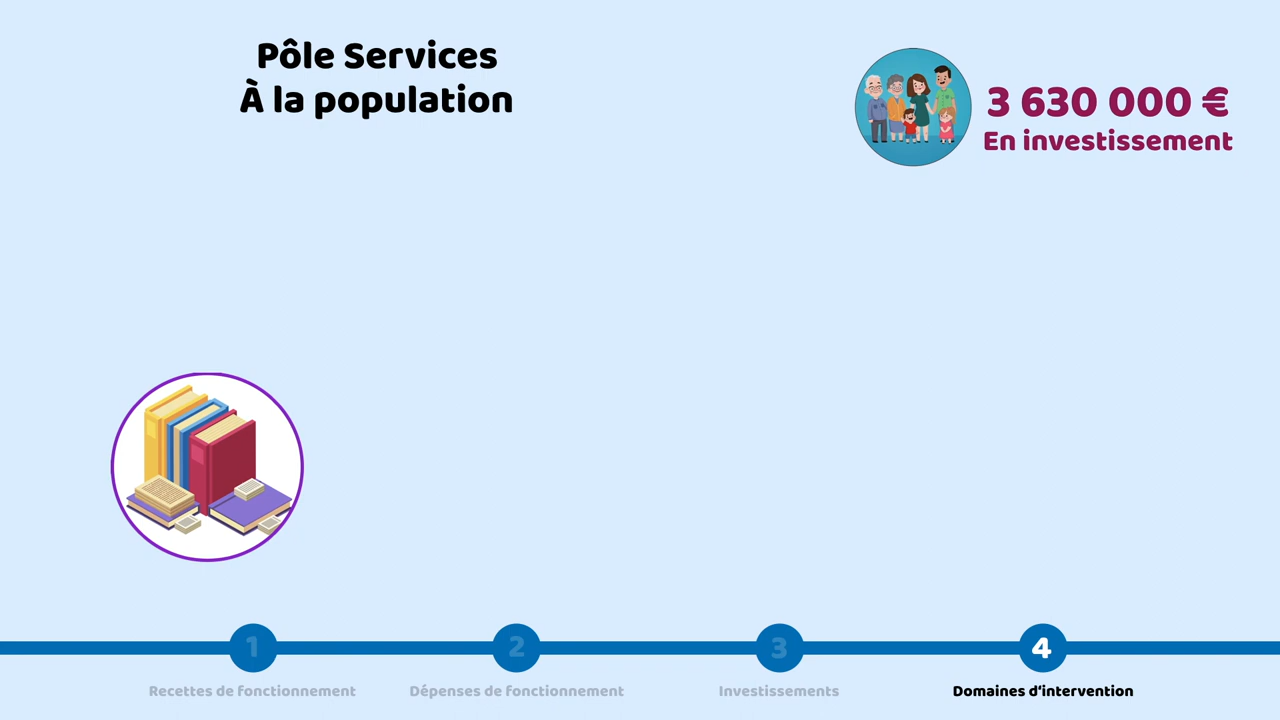 Pôle Services
À la population
3 630 000 €
En investissement
1
2
3
4
Recettes de fonctionnement
Dépenses de fonctionnement
Investissements
Domaines d'intervention